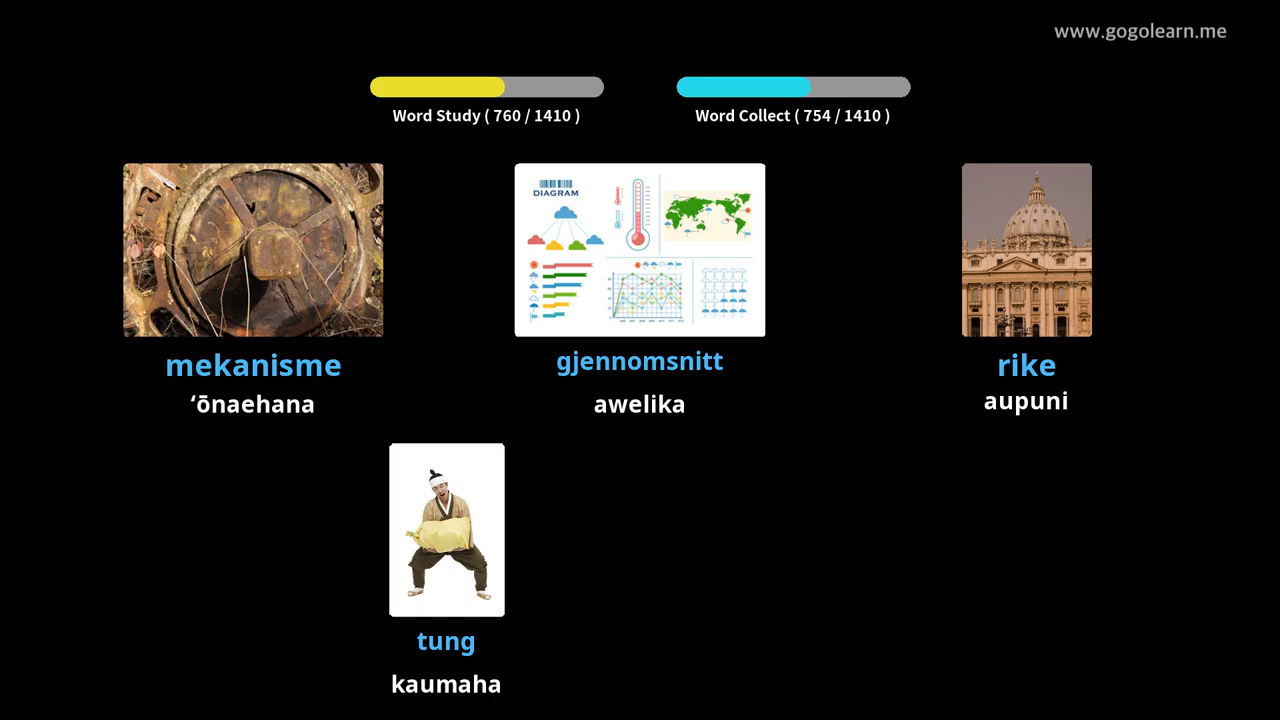 www.gogolearn.me
Word Study ( 760 / 1410 )
Word Collect ( 754 / 1410 )
DIAGRAM
mekanisme
gjennomsnitt
rike
ʻōnaehana
awelika
aupuni
tung
kaumaha